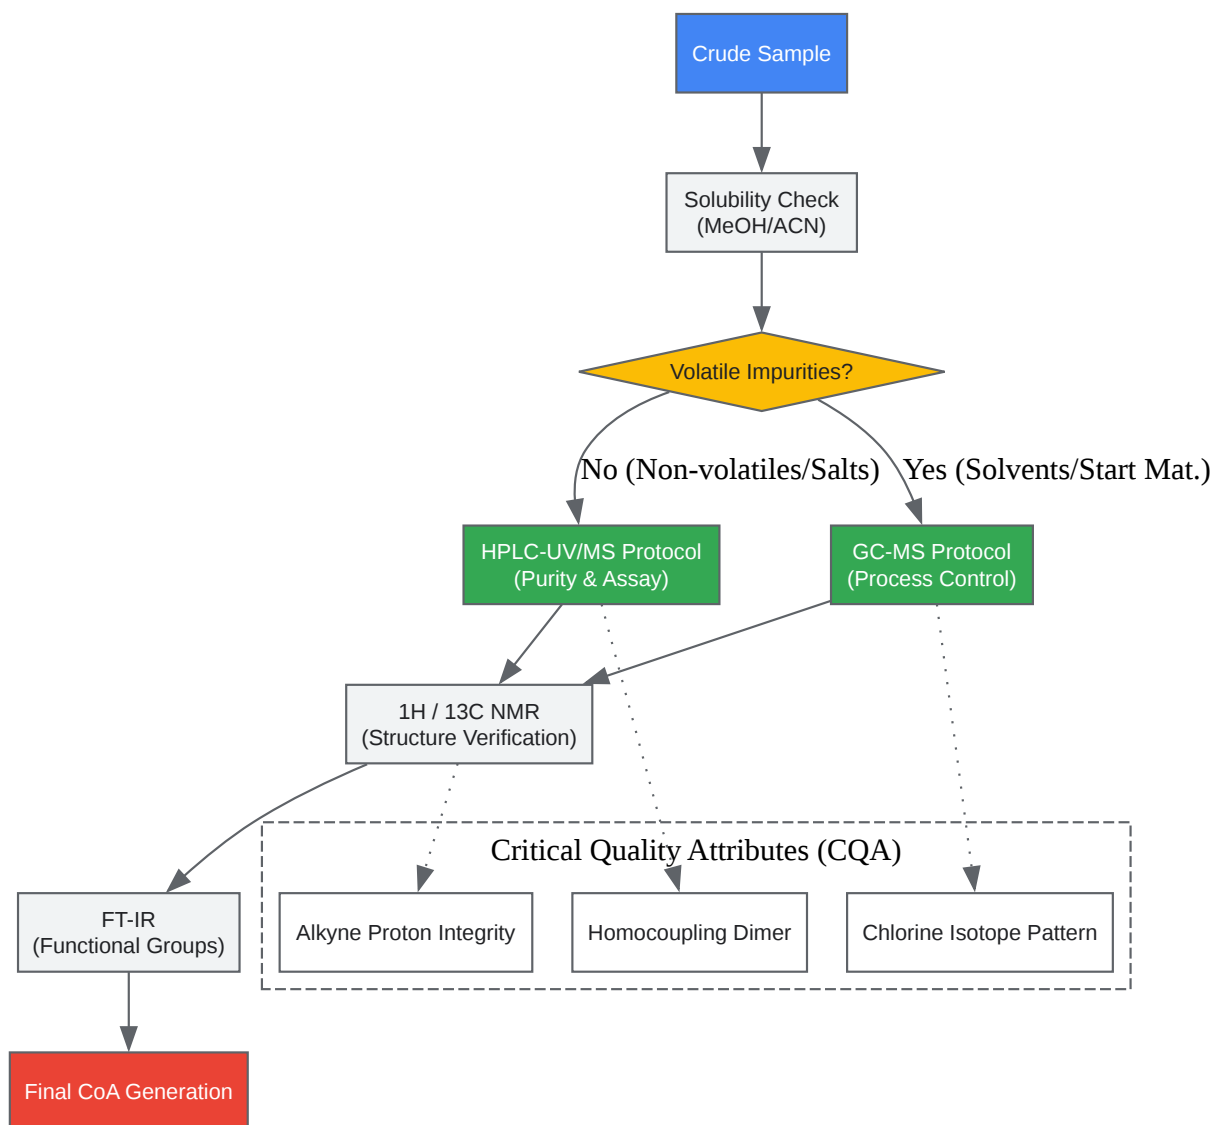 Crude Sample
Solubility Check
(MeOH/ACN)
Volatile Impurities?
No (Non-volatiles/Salts)
Yes (Solvents/Start Mat.)
HPLC-UV/MS Protocol
(Purity & Assay)
GC-MS Protocol
(Process Control)
1H / 13C NMR
(Structure Verification)
Critical Quality Attributes (CQA)
FT-IR
(Functional Groups)
Alkyne Proton Integrity
Homocoupling Dimer
Chlorine Isotope Pattern
Final CoA Generation